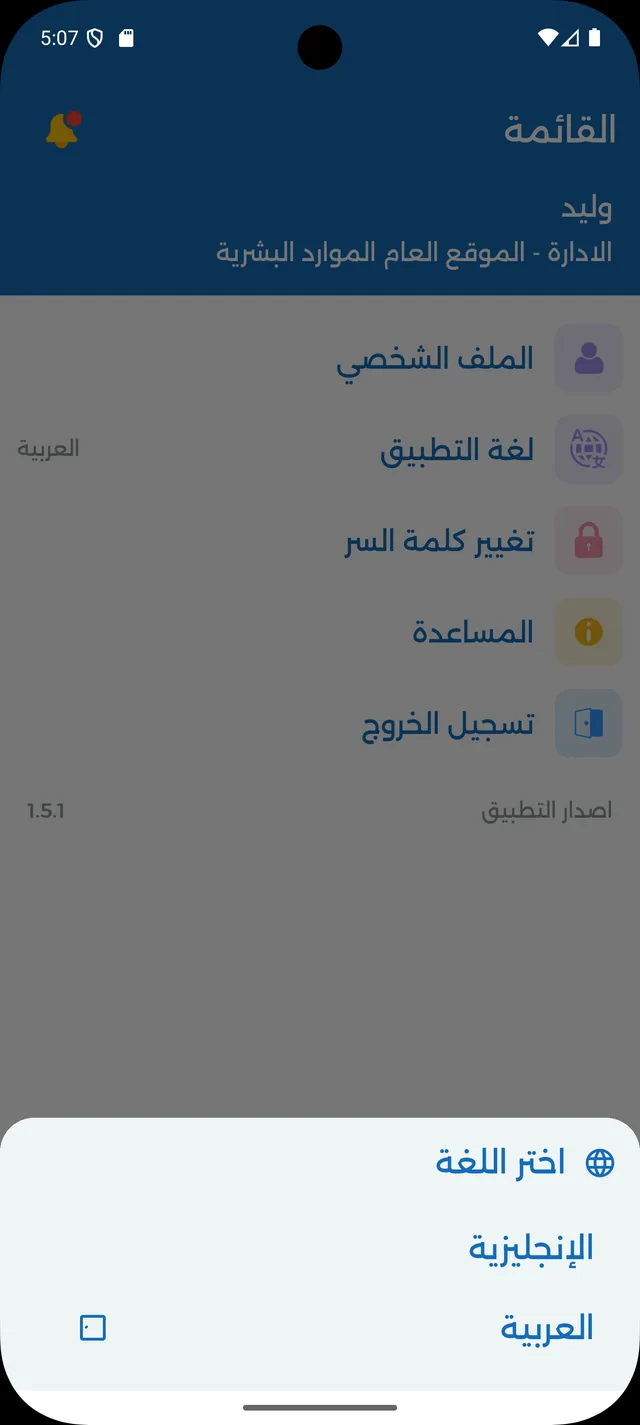 5:07
القائمة
وليد
الادارة - الموقع العام الموارد البشرية
الملف الشخصي
لغة التطبيق
العربية
تغيير كلمة السر
المساعدة
تسجيل الخروج
اصدار التطبيق
1.5.1
اختر اللغة
الإنجليزية
العربية